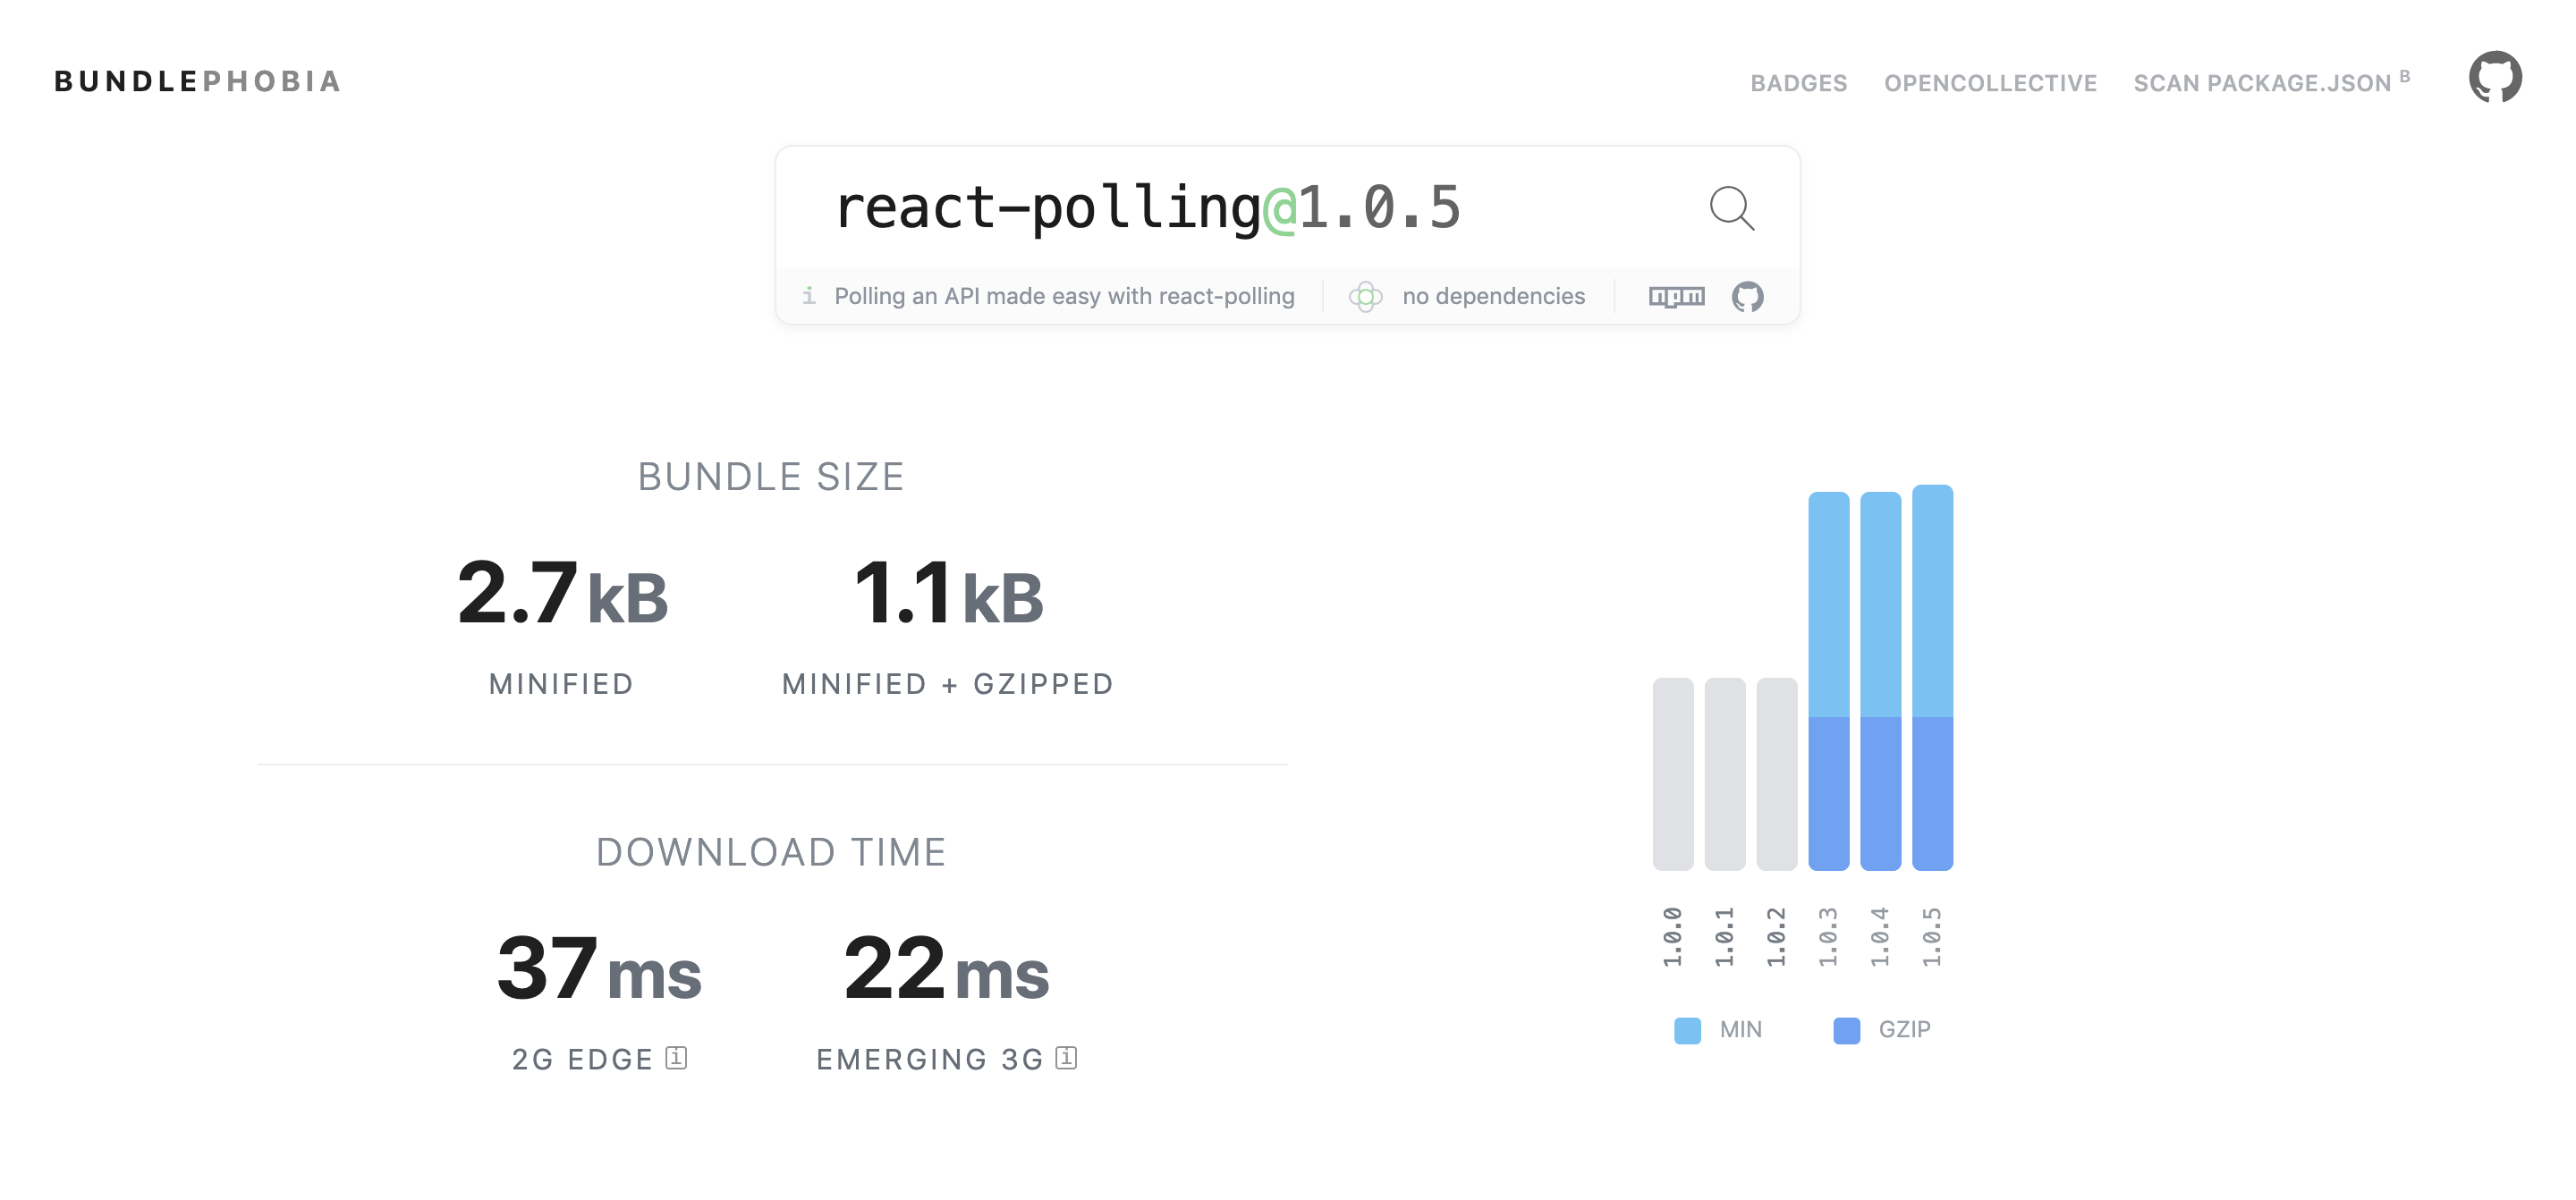 BUNDLEPHOBIA
BADGES OPENCOLLECTIVE SCAN PACKAGE.JSON B
react-polling@1.0.5
i Polling an API made easy with react-polling no dependencies npm
BUNDLE SIZE
2.7 kB 1.1 kB
MINIFIED MINIFIED + GZIPPED
DOWNLOAD TIME
37 ms 22 ms
2G EDGE i EMERGING 3G i
1.0.0 1.0.1 1.0.2 1.0.3 1.0.4 1.0.5
MIN GZIP